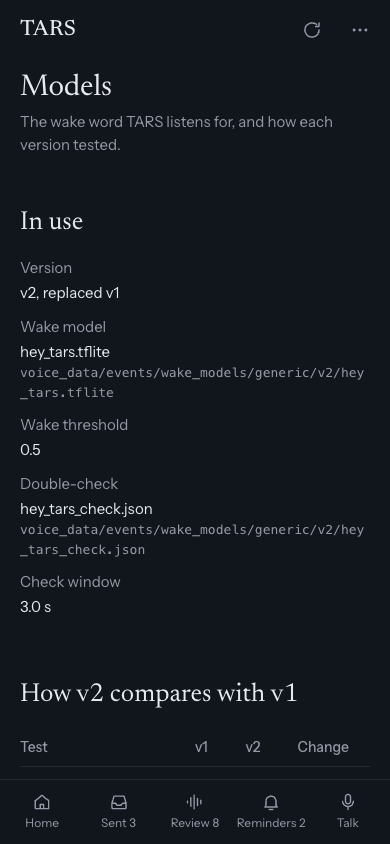 TARS
Models
The wake word TARS listens for, and how each
version tested.
In use
Version
v2, replaced v1
Wake model
hey_tars.tflite
voice_data/events/wake_models/generic/v2/hey
_tars.tflite
Wake threshold
0.5
Double-check
hey_tars_check.json
voice_data/events/wake_models/generic/v2/hey
_tars_check.json
Check window
3.0 s
How v2 compares with v1
Test v1 v2 Change
Home Sent 3 Review 8 Reminders 2 Talk